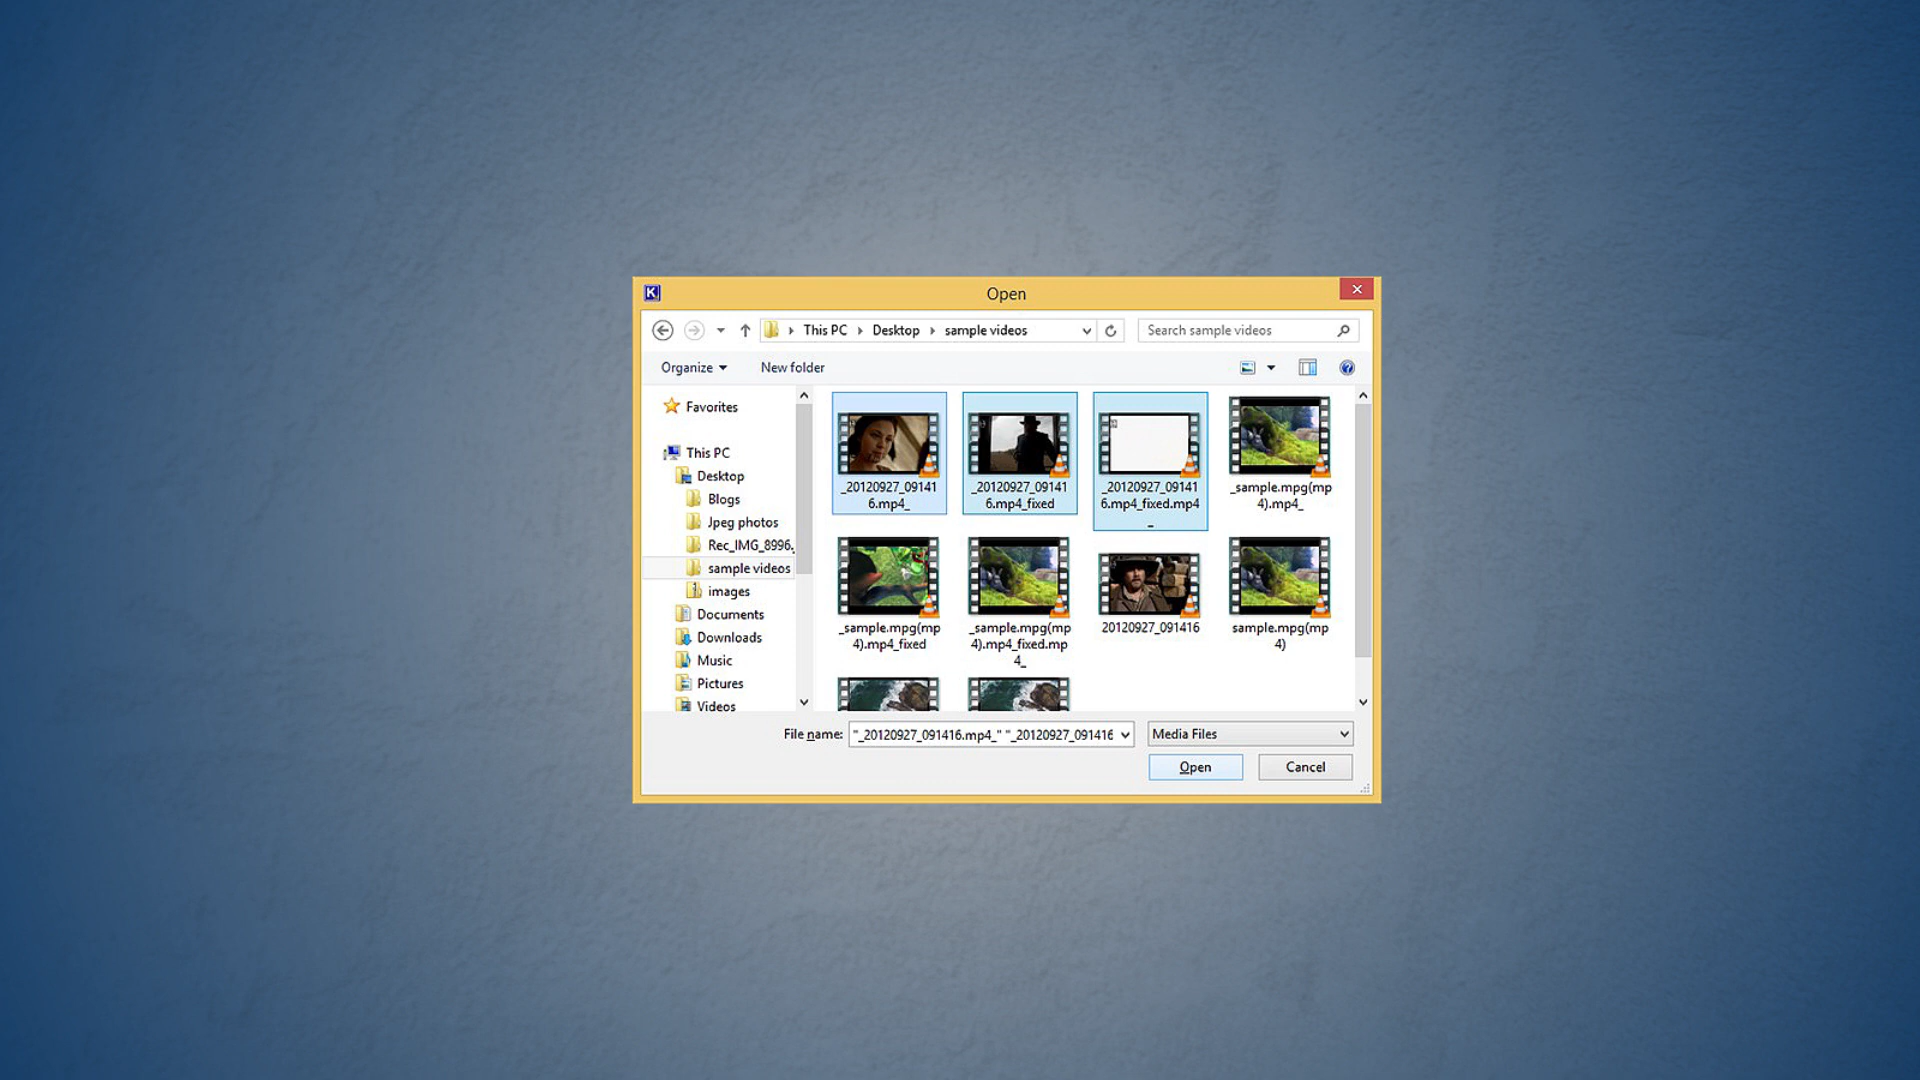 K
Open
This PC Desktop sample videos
Search sample videos
Organize New folder
Favorites
This PC
Desktop
Blogs
Jpeg photos
Rec_IMG_8996.
sample videos
images
Documents
Downloads
Music
Pictures
Videos
_20120927_09141
6.mp4_
_20120927_09141
6.mp4_fixed
_20120927_09141
6.mp4_fixed.mp4
_
_sample.mpg(mp
4).mp4_
_sample.mpg(mp
4).mp4_fixed
_sample.mpg(mp
4).mp4_fixed.mp
4_
20120927_091416
sample.mpg(mp
4)
File name: "_20120927_091416.mp4_" "_20120927_091416
Media Files
Open Cancel